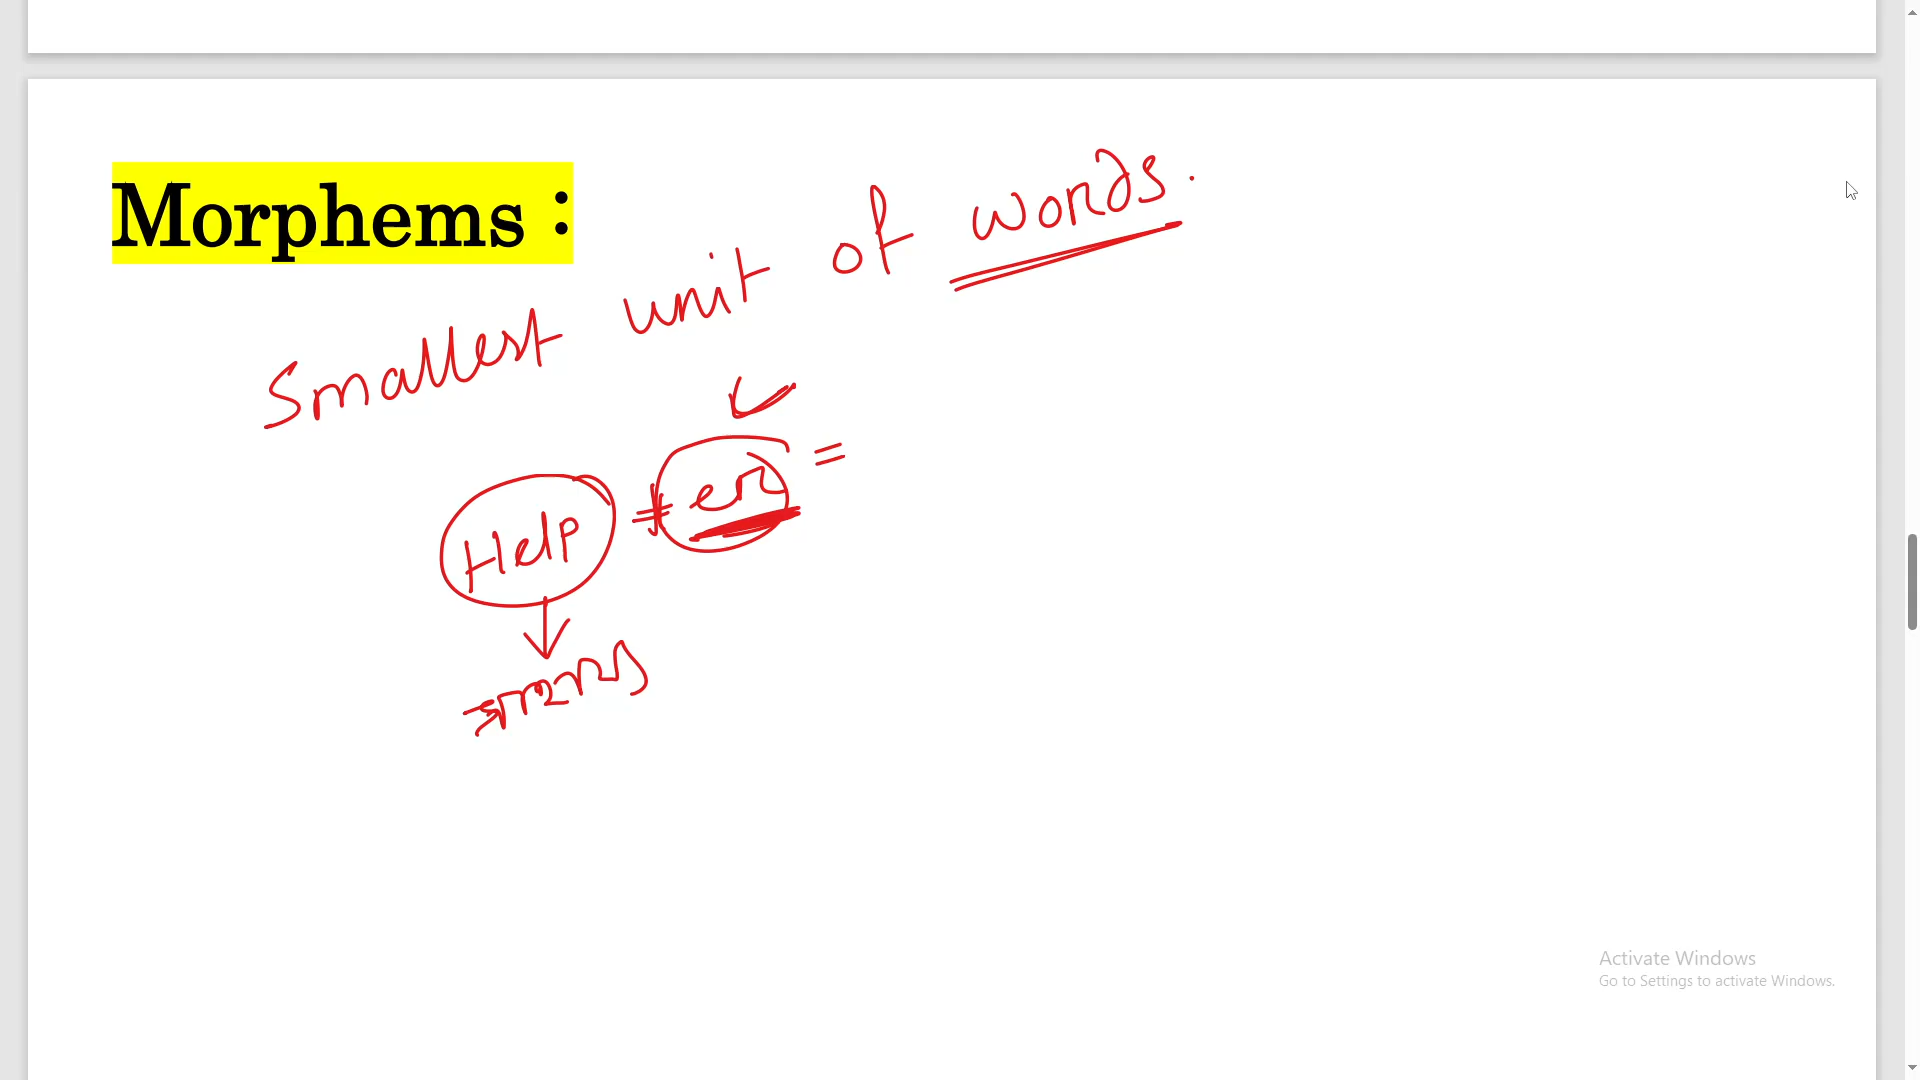 Morphems :
Smallest unit of words.
Help + er =
সাহায্য
Activate Windows
Go to Settings to activate Windows.